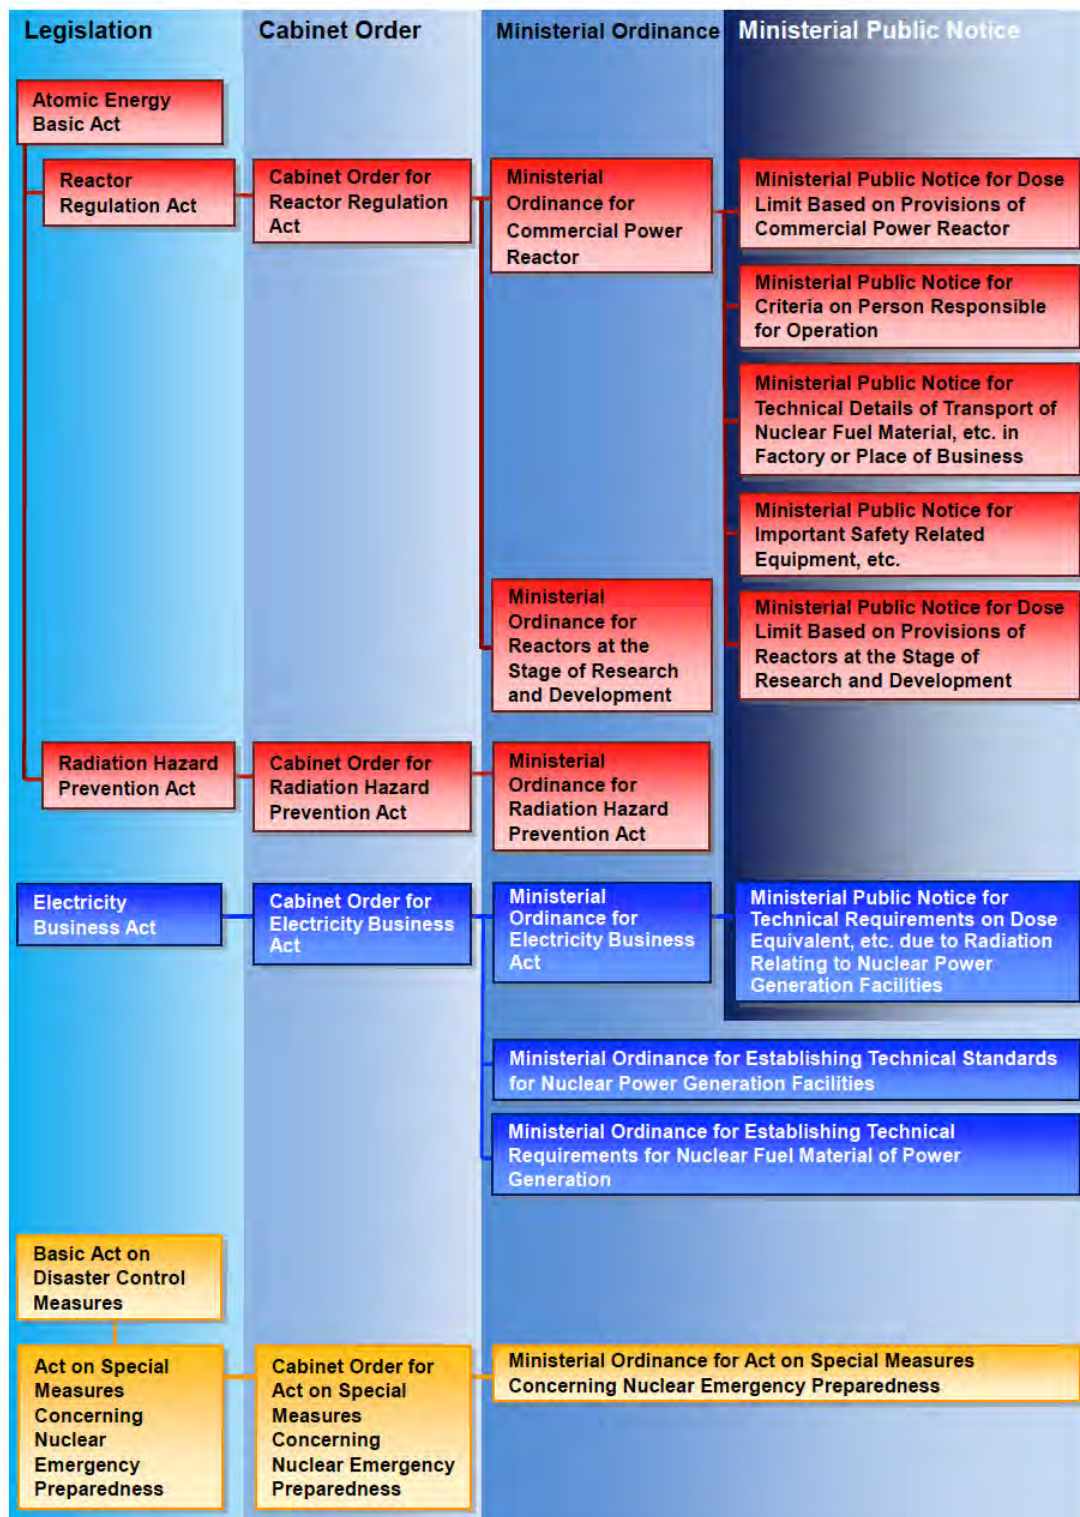 Legislation
Cabinet Order
Ministerial Ordinance
Ministerial Public Notice
Atomic Energy
Basic Act
Reactor
Regulation Act
Cabinet Order for
Reactor Regulation
Act
Ministerial
Ordinance for
Commercial Power
Reactor
Ministerial Public Notice for Dose
Limit Based on Provisions of
Commercial Power Reactor
Ministerial Public Notice for
Criteria on Person Responsible
for Operation
Ministerial Public Notice for
Technical Details of Transport of
Nuclear Fuel Material, etc. in
Factory or Place of Business
Ministerial Public Notice for
Important Safety Related
Equipment, etc.
Ministerial
Ordinance for
Reactors at the
Stage of Research
and Development
Ministerial Public Notice for Dose
Limit Based on Provisions of
Reactors at the Stage of
Research and Development
Radiation Hazard
Prevention Act
Cabinet Order for
Radiation Hazard
Prevention Act
Ministerial
Ordinance for
Radiation Hazard
Prevention Act
Electricity
Business Act
Cabinet Order for
Electricity Business
Act
Ministerial
Ordinance for
Electricity Business
Act
Ministerial Public Notice for
Technical Requirements on Dose
Equivalent, etc. due to Radiation
Relating to Nuclear Power
Generation Facilities
Ministerial Ordinance for Establishing Technical Standards
for Nuclear Power Generation Facilities
Ministerial Ordinance for Establishing Technical
Requirements for Nuclear Fuel Material of Power
Generation
Basic Act on
Disaster Control
Measures
Act on Special
Measures
Concerning
Nuclear
Emergency
Preparedness
Cabinet Order for
Act on Special
Measures
Concerning
Nuclear Emergency
Preparedness
Ministerial Ordinance for Act on Special Measures
Concerning Nuclear Emergency Preparedness